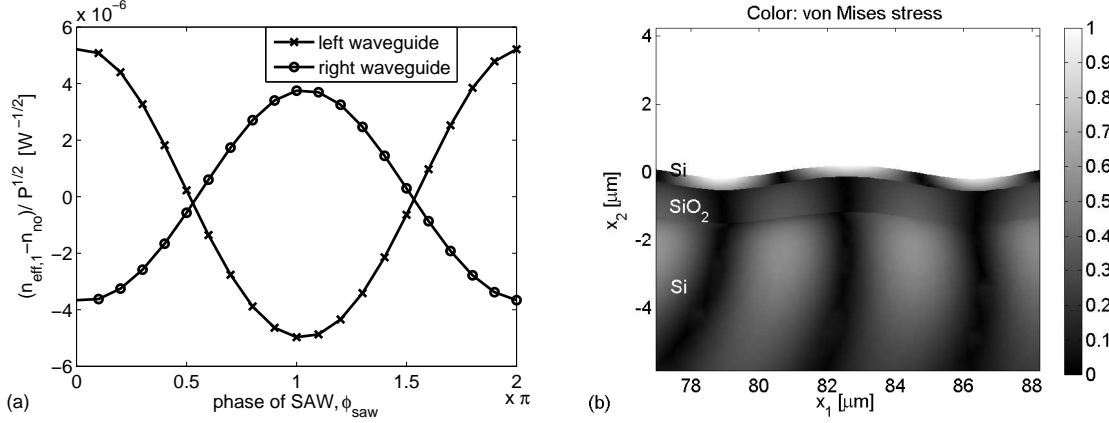 x 10^-6
6
4
2
0
−2
−4
−6
(n_eff,1−n_no)/ P^1/2 [W^−1/2]
left waveguide
right waveguide
0 0.5 1 1.5 2
x π
phase of SAW, ϕ_saw
(a)
Color: von Mises stress
4
2
0
-2
-4
x_2 [μm]
Si
SiO_2
Si
78 80 82 84 86 88
x_1 [μm]
1
0.9
0.8
0.7
0.6
0.5
0.4
0.3
0.2
0.1
0
(b)